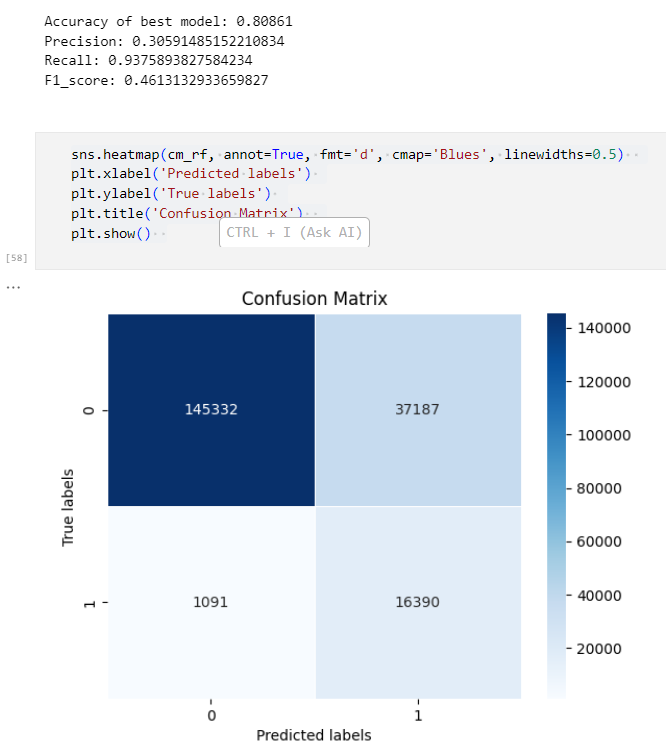 Accuracy of best model: 0.80861
Precision: 0.30591485152210834
Recall: 0.9375893827584234
F1_score: 0.4613132933659827
sns.heatmap(cm_rf, annot=True, fmt='d', cmap='Blues', linewidths=0.5)
plt.xlabel('Predicted labels')
plt.ylabel('True labels')
plt.title('Confusion Matrix')
plt.show()
CTRL + I (Ask AI)
[58]
...
Confusion Matrix
140000
120000
100000
80000
60000
40000
20000
0
145332
37187
True labels
1
1091
16390
0
1
Predicted labels